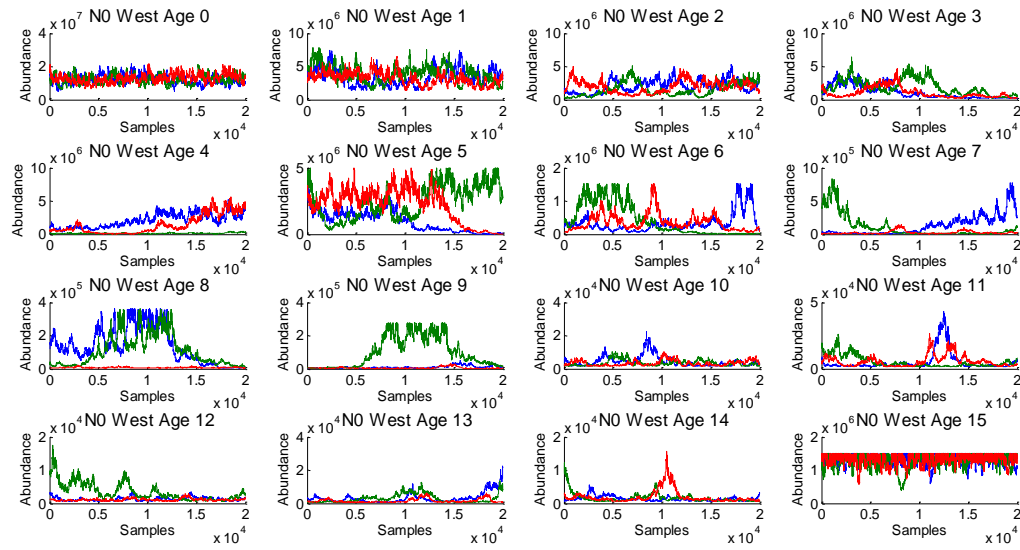 x 10^7 N0 West Age 0
Abundance
4
2
0
0 0.5 1 1.5 2
Samples
x 10^4
x 10^6 N0 West Age 1
Abundance
10
5
0
0 0.5 1 1.5 2
Samples
x 10^4
x 10^6 N0 West Age 2
Abundance
10
5
0
0 0.5 1 1.5 2
Samples
x 10^4
x 10^6 N0 West Age 3
Abundance
10
5
0
0 0.5 1 1.5 2
Samples
x 10^4
x 10^6 N0 West Age 4
Abundance
10
5
0
0 0.5 1 1.5 2
Samples
x 10^4
x 10^6 N0 West Age 5
Abundance
5
0
0 0.5 1 1.5 2
Samples
x 10^4
x 10^6 N0 West Age 6
Abundance
2
1
0
0 0.5 1 1.5 2
Samples
x 10^4
x 10^5 N0 West Age 7
Abundance
10
5
0
0 0.5 1 1.5 2
Samples
x 10^4
x 10^5 N0 West Age 8
Abundance
4
2
0
0 0.5 1 1.5 2
Samples
x 10^4
x 10^5 N0 West Age 9
Abundance
4
2
0
0 0.5 1 1.5 2
Samples
x 10^4
x 10^4 N0 West Age 10
Abundance
4
2
0
0 0.5 1 1.5 2
Samples
x 10^4
x 10^4 N0 West Age 11
Abundance
5
0
0 0.5 1 1.5 2
Samples
x 10^4
x 10^4 N0 West Age 12
Abundance
2
1
0
0 0.5 1 1.5 2
Samples
x 10^4
x 10^4 N0 West Age 13
Abundance
4
2
0
0 0.5 1 1.5 2
Samples
x 10^4
x 10^4 N0 West Age 14
Abundance
2
1
0
0 0.5 1 1.5 2
Samples
x 10^4
x 10^6 N0 West Age 15
Abundance
2
1
0
0 0.5 1 1.5 2
Samples
x 10^4